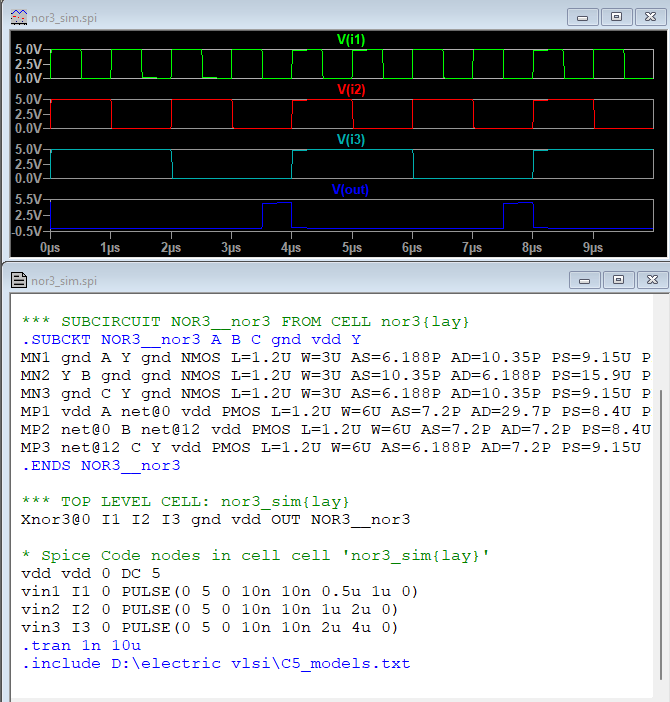 nor3_sim.spi
V(i1)
5.0V
2.5V
0.0V
V(i2)
5.0V
2.5V
0.0V
V(i3)
5.0V
2.5V
0.0V
V(out)
5.5V
2.5V
-0.5V
0µs 1µs 2µs 3µs 4µs 5µs 6µs 7µs 8µs 9µs
nor3_sim.spi
*** SUBCIRCUIT NOR3__nor3 FROM CELL nor3{lay}
.SUBCKT NOR3__nor3 A B C gnd vdd Y
MN1 gnd A Y gnd NMOS L=1.2U W=3U AS=6.188P AD=10.35P PS=9.15U P
MN2 Y B gnd gnd NMOS L=1.2U W=3U AS=10.35P AD=6.188P PS=15.9U P
MN3 gnd C Y gnd NMOS L=1.2U W=3U AS=6.188P AD=10.35P PS=9.15U P
MP1 vdd A net@0 vdd PMOS L=1.2U W=6U AS=7.2P AD=29.7P PS=8.4U P
MP2 net@0 B net@12 vdd PMOS L=1.2U W=6U AS=7.2P AD=7.2P PS=8.4U
MP3 net@12 C Y vdd PMOS L=1.2U W=6U AS=6.188P AD=7.2P PS=9.15U
.ENDS NOR3__nor3
*** TOP LEVEL CELL: nor3_sim{lay}
Xnor3@0 I1 I2 I3 gnd vdd OUT NOR3__nor3
* Spice Code nodes in cell cell 'nor3_sim{lay}'
vdd vdd 0 DC 5
vin1 I1 0 PULSE(0 5 0 10n 10n 0.5u 1u 0)
vin2 I2 0 PULSE(0 5 0 10n 10n 1u 2u 0)
vin3 I3 0 PULSE(0 5 0 10n 10n 2u 4u 0)
.tran 1n 10u
.include D:\electric vlsi\C5_models.txt